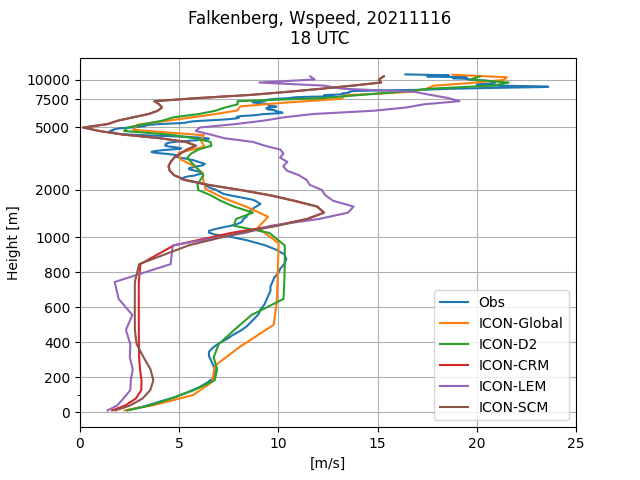 Falkenberg, Wspeed, 20211116
18 UTC
10000
7500
5000
2000
1000
800
600
400
200
0
Height [m]
0 5 10 15 20 25
[m/s]
Obs
ICON-Global
ICON-D2
ICON-CRM
ICON-LEM
ICON-SCM